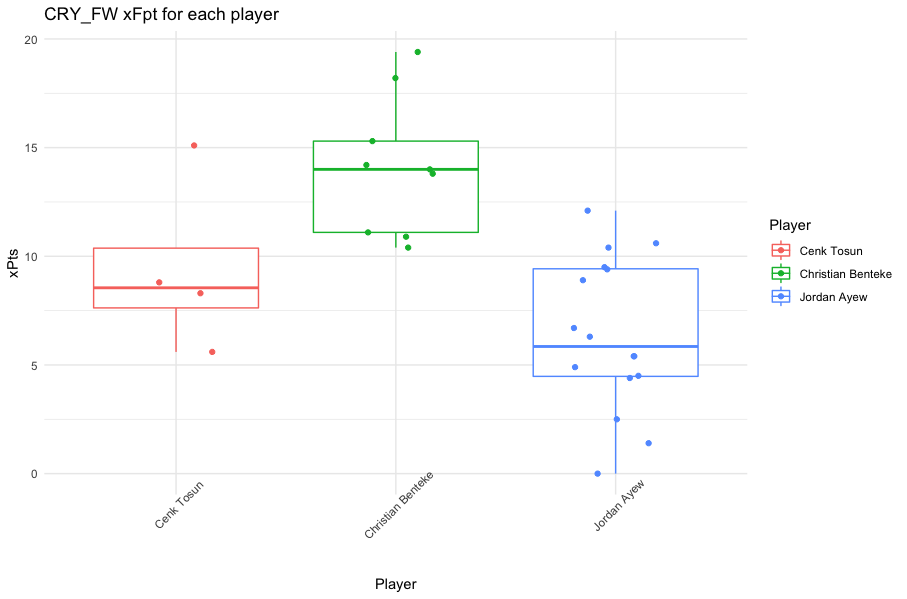 CRY_FW xFpt for each player
20
15
10
5
0
xPts
Cenk Tosun
Christian Benteke
Jordan Ayew
Player
Player
Cenk Tosun
Christian Benteke
Jordan Ayew